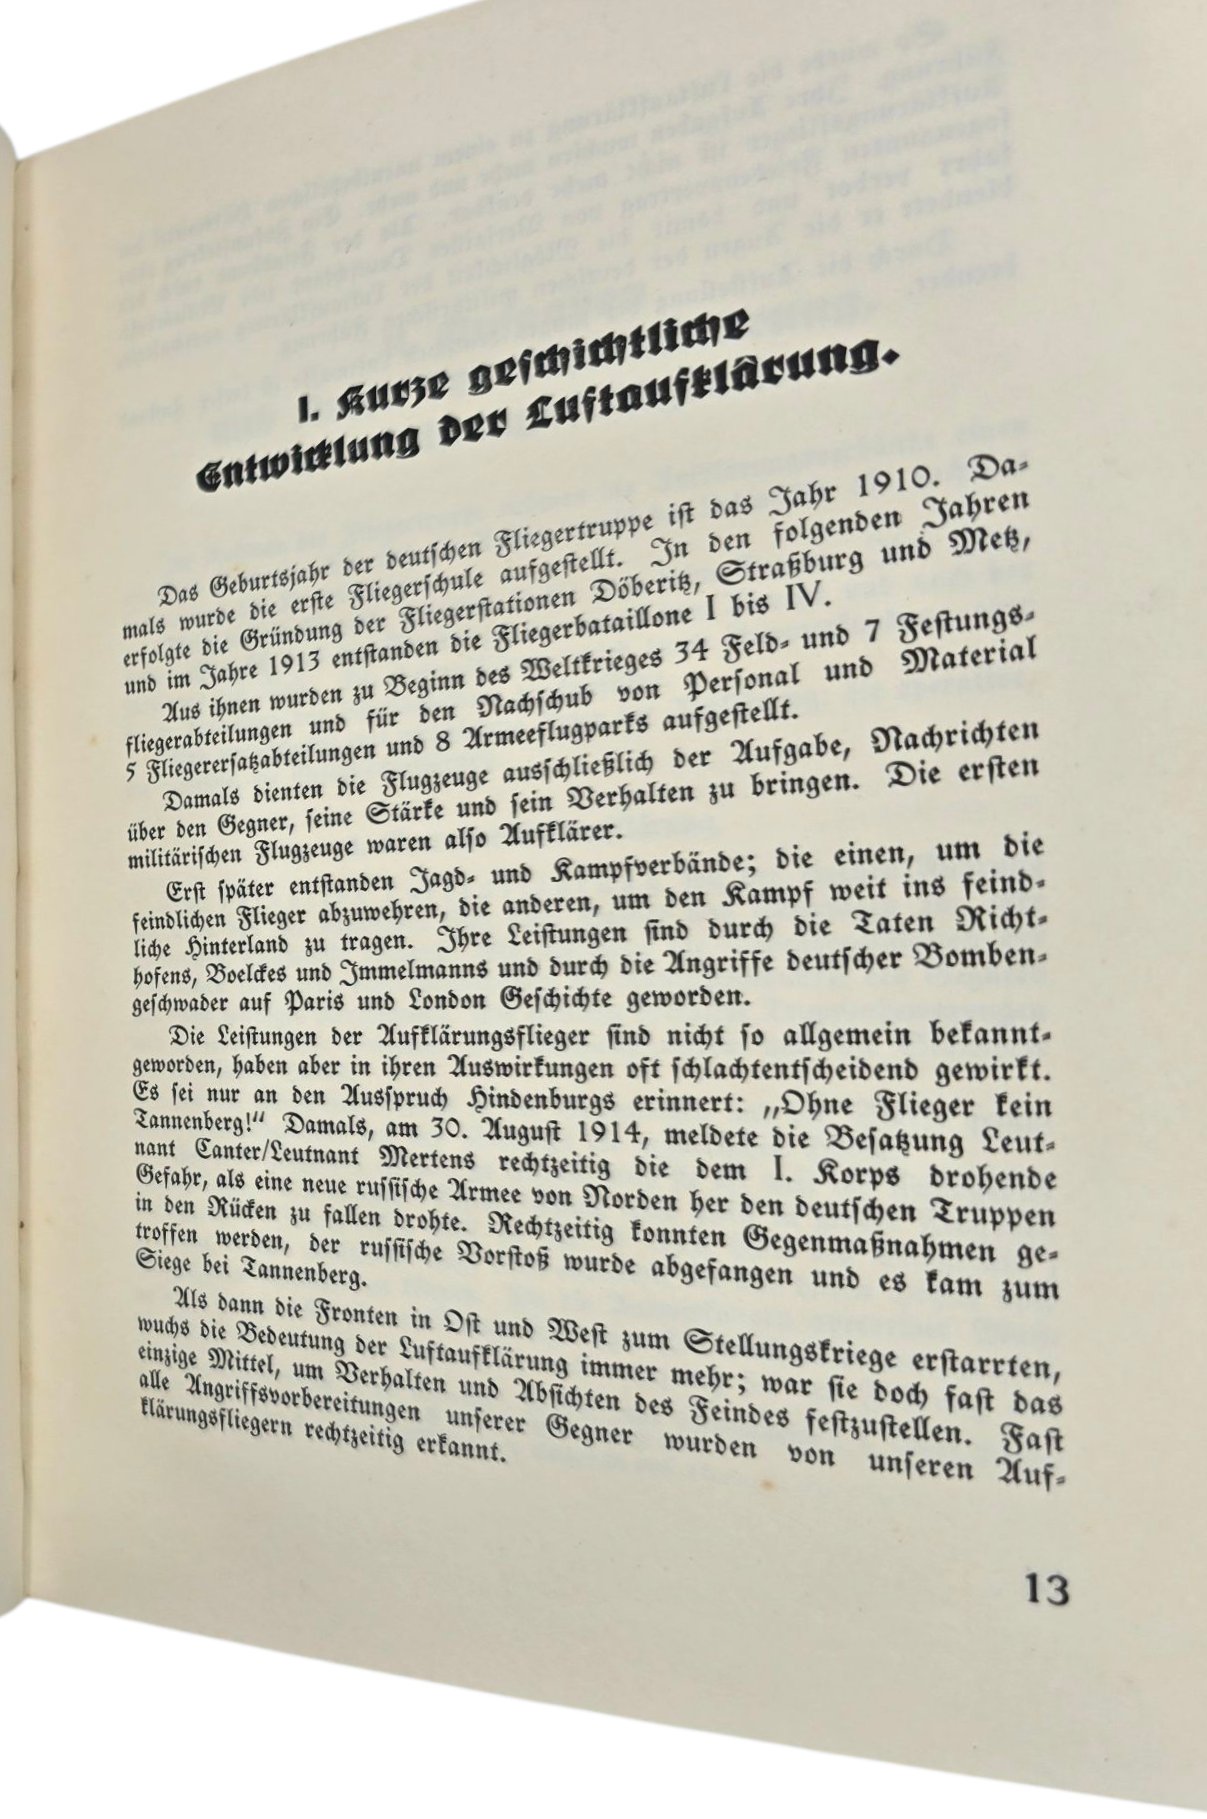 I. Kurze geschichtliche
Entwicklung der Luftaufklärung.
Das Geburtsjahr der deutschen Fliegertruppe ist das Jahr 1910. Da-
mals wurde die erste Fliegerschule aufgestellt. In den folgenden Jahren
erfolgte die Gründung der Fliegerstationen Döberitz, Straßburg und Metz,
und im Jahre 1913 entstanden die Fliegerbataillone I bis IV.
Aus ihnen wurden zu Beginn des Weltkrieges 34 Feld- und 7 Festungs-
fliegerabteilungen und für den Nachschub von Personal und Material
5 Fliegerersatzabteilungen und 8 Armeeflugparks aufgestellt.
Damals dienten die Flugzeuge ausschließlich der Aufgabe, Nachrichten
über den Gegner, seine Stärke und sein Verhalten zu bringen. Die ersten
militärischen Flugzeuge waren also Aufklärer.
Erst später entstanden Jagd- und Kampfverbände; die einen, um die
feindlichen Flieger abzuwehren, die anderen, um den Kampf weit ins feind-
liche Hinterland zu tragen. Ihre Leistungen sind durch die Taten Richt-
hofens, Boelckes und Immelmanns und durch die Angriffe deutscher Bomben-
geschwader auf Paris und London Geschichte geworden.
Die Leistungen der Aufklärungsflieger sind nicht so allgemein bekannt-
geworden, haben aber in ihren Auswirkungen oft schlachtentscheidend gewirkt.
Es sei nur an den Ausspruch Hindenburgs erinnert: „Ohne Flieger kein
Tannenberg!“ Damals, am 30. August 1914, meldete die Besatzung Leut-
nant Canter/Leutnant Mertens rechtzeitig die dem I. Korps drohende
Gefahr, als eine neue russische Armee von Norden her den deutschen Truppen
in den Rücken zu fallen drohte. Rechtzeitig konnten Gegenmaßnahmen ge-
troffen werden, der russische Vorstoß wurde abgefangen und es kam zum
Siege bei Tannenberg.
Als dann die Fronten in Ost und West zum Stellungskriege erstarrten,
wuchs die Bedeutung der Luftaufklärung immer mehr; war sie doch fast das
einzige Mittel, um Verhalten und Absichten des Feindes festzustellen. Fast
alle Angriffsvorbereitungen unserer Gegner wurden von unseren Auf-
klärungsfliegern rechtzeitig erkannt.
13